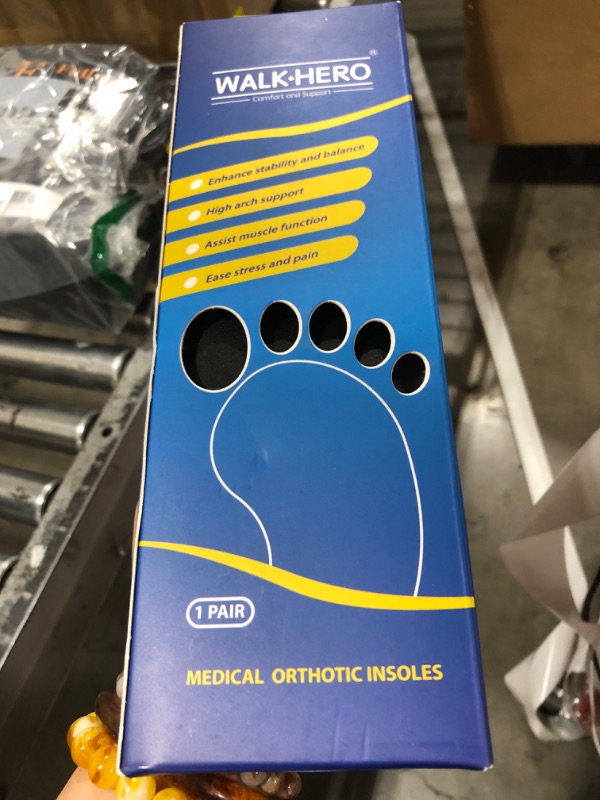 WALK·HERO®
Comfort and Support
Enhance stability and balance
High arch support
Assist muscle function
Ease stress and pain
1 PAIR
MEDICAL ORTHOTIC INSOLES